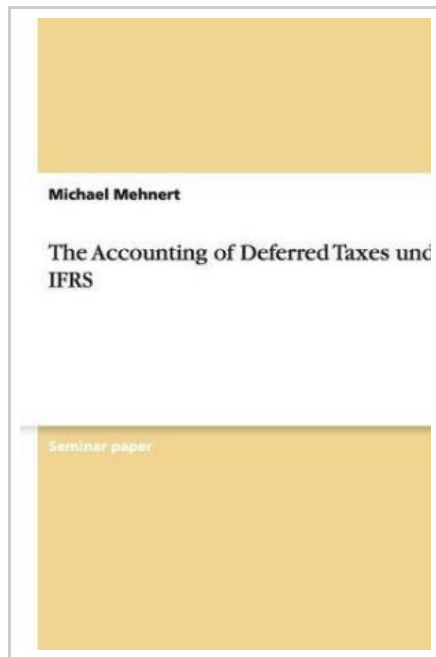 Michael Mehnert
The Accounting of Deferred Taxes und
IFRS
Seminar paper